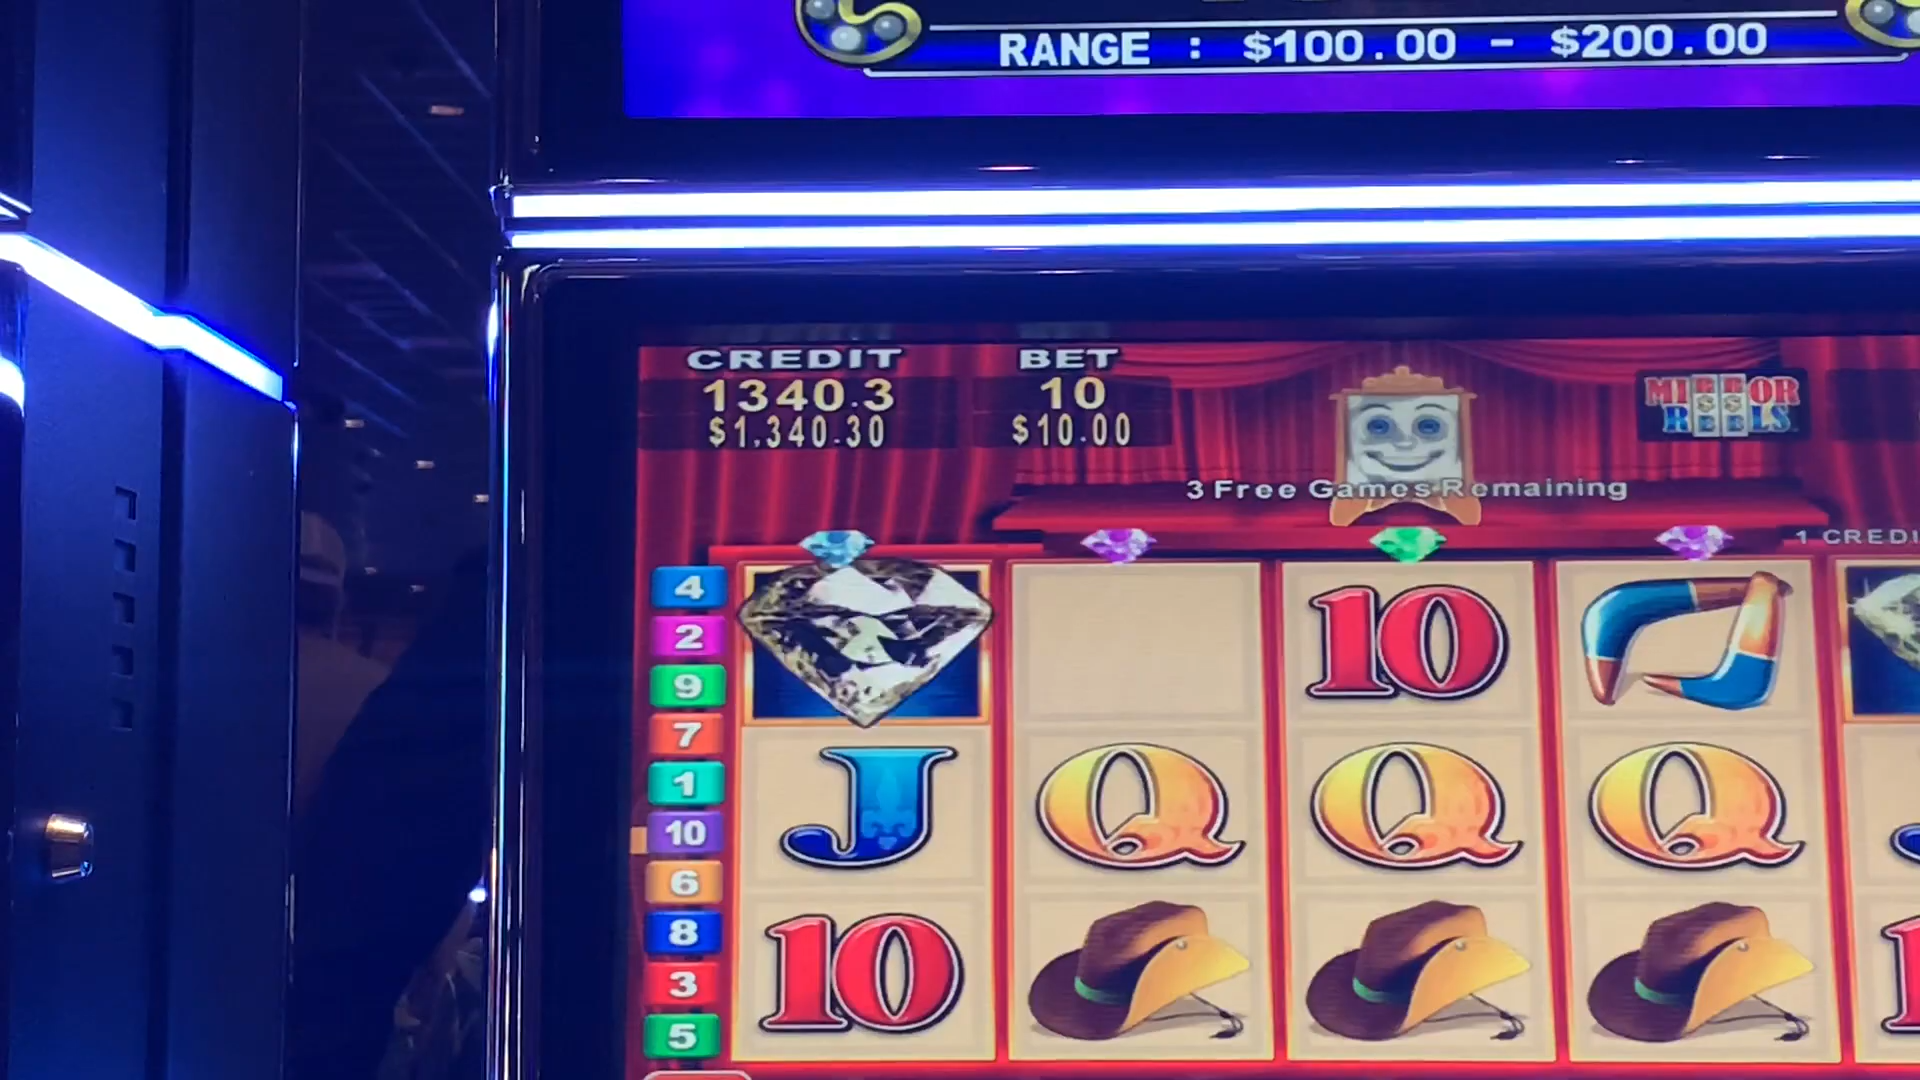 RANGE : $100.00 - $200.00
CREDIT
1340.3
$1,340.30
BET
10
$10.00
MIRROR
REELS
3 Free Games Remaining
1 CREDI
4
2
9
7
1
10
6
8
3
5
10
J
Q
Q
Q
10